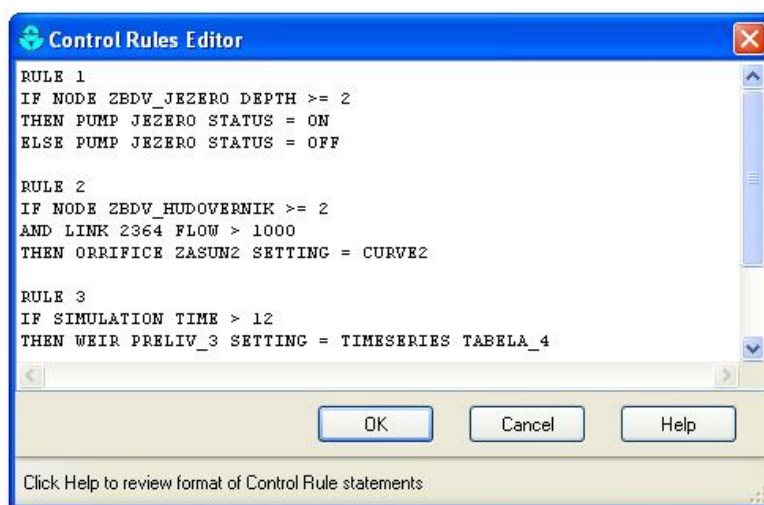 Control Rules Editor
RULE 1
IF NODE ZBDV_JEZERO DEPTH >= 2
THEN PUMP JEZERO STATUS = ON
ELSE PUMP JEZERO STATUS = OFF
RULE 2
IF NODE ZBDV_HUDOVERNIK >= 2
AND LINK 2364 FLOW > 1000
THEN ORRIFICE ZASUN2 SETTING = CURVE2
RULE 3
IF SIMULATION TIME > 12
THEN WEIR PRELIV_3 SETTING = TIMESERIES TABELA_4
OK Cancel Help
Click Help to review format of Control Rule statements